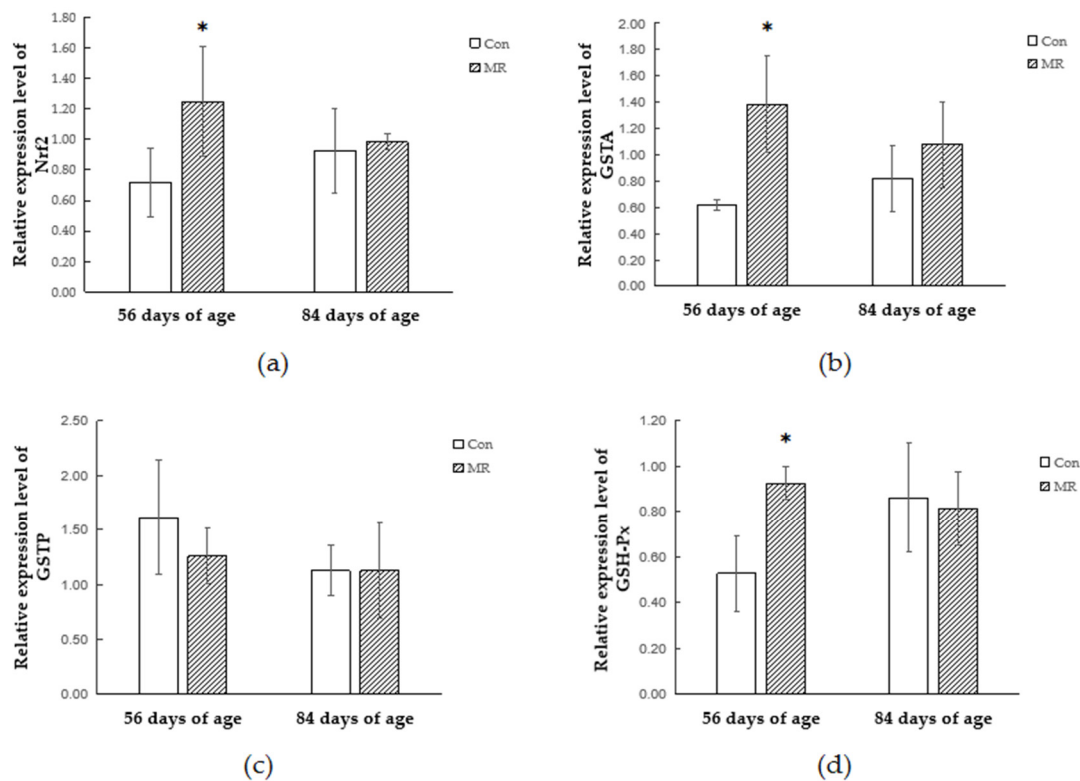 Relative expression level of
Nrf2
1.80
1.60
1.40
1.20
1.00
0.80
0.60
0.40
0.20
0.00
*
Con
MR
56 days of age
84 days of age
(a)
Relative expression level of
GSTA
2.00
1.80
1.60
1.40
1.20
1.00
0.80
0.60
0.40
0.20
0.00
*
Con
MR
56 days of age
84 days of age
(b)
Relative expression level of
GSTP
2.50
2.00
1.50
1.00
0.50
0.00
Con
MR
56 days of age
84 days of age
(c)
Relative expression level of
GSH-Px
1.20
1.00
0.80
0.60
0.40
0.20
0.00
*
Con
MR
56 days of age
84 days of age
(d)